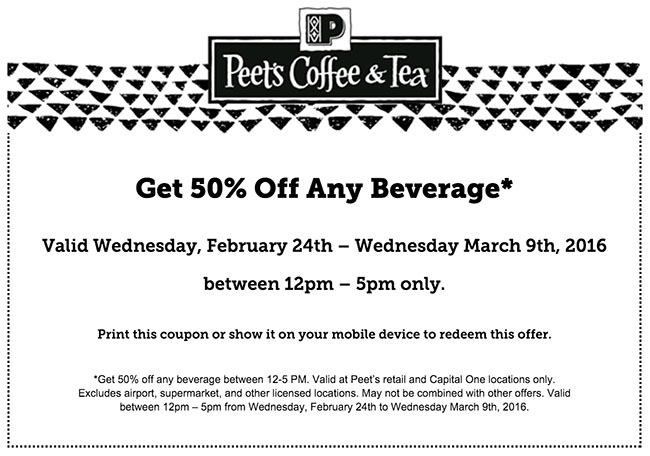 P
Peet's Coffee & Tea
Get 50% Off Any Beverage*
Valid Wednesday, February 24th – Wednesday March 9th, 2016
between 12pm – 5pm only.
Print this coupon or show it on your mobile device to redeem this offer.
*Get 50% off any beverage between 12-5 PM. Valid at Peet's retail and Capital One locations only.
Excludes airport, supermarket, and other licensed locations. May not be combined with other offers. Valid
between 12pm – 5pm from Wednesday, February 24th to Wednesday March 9th, 2016.